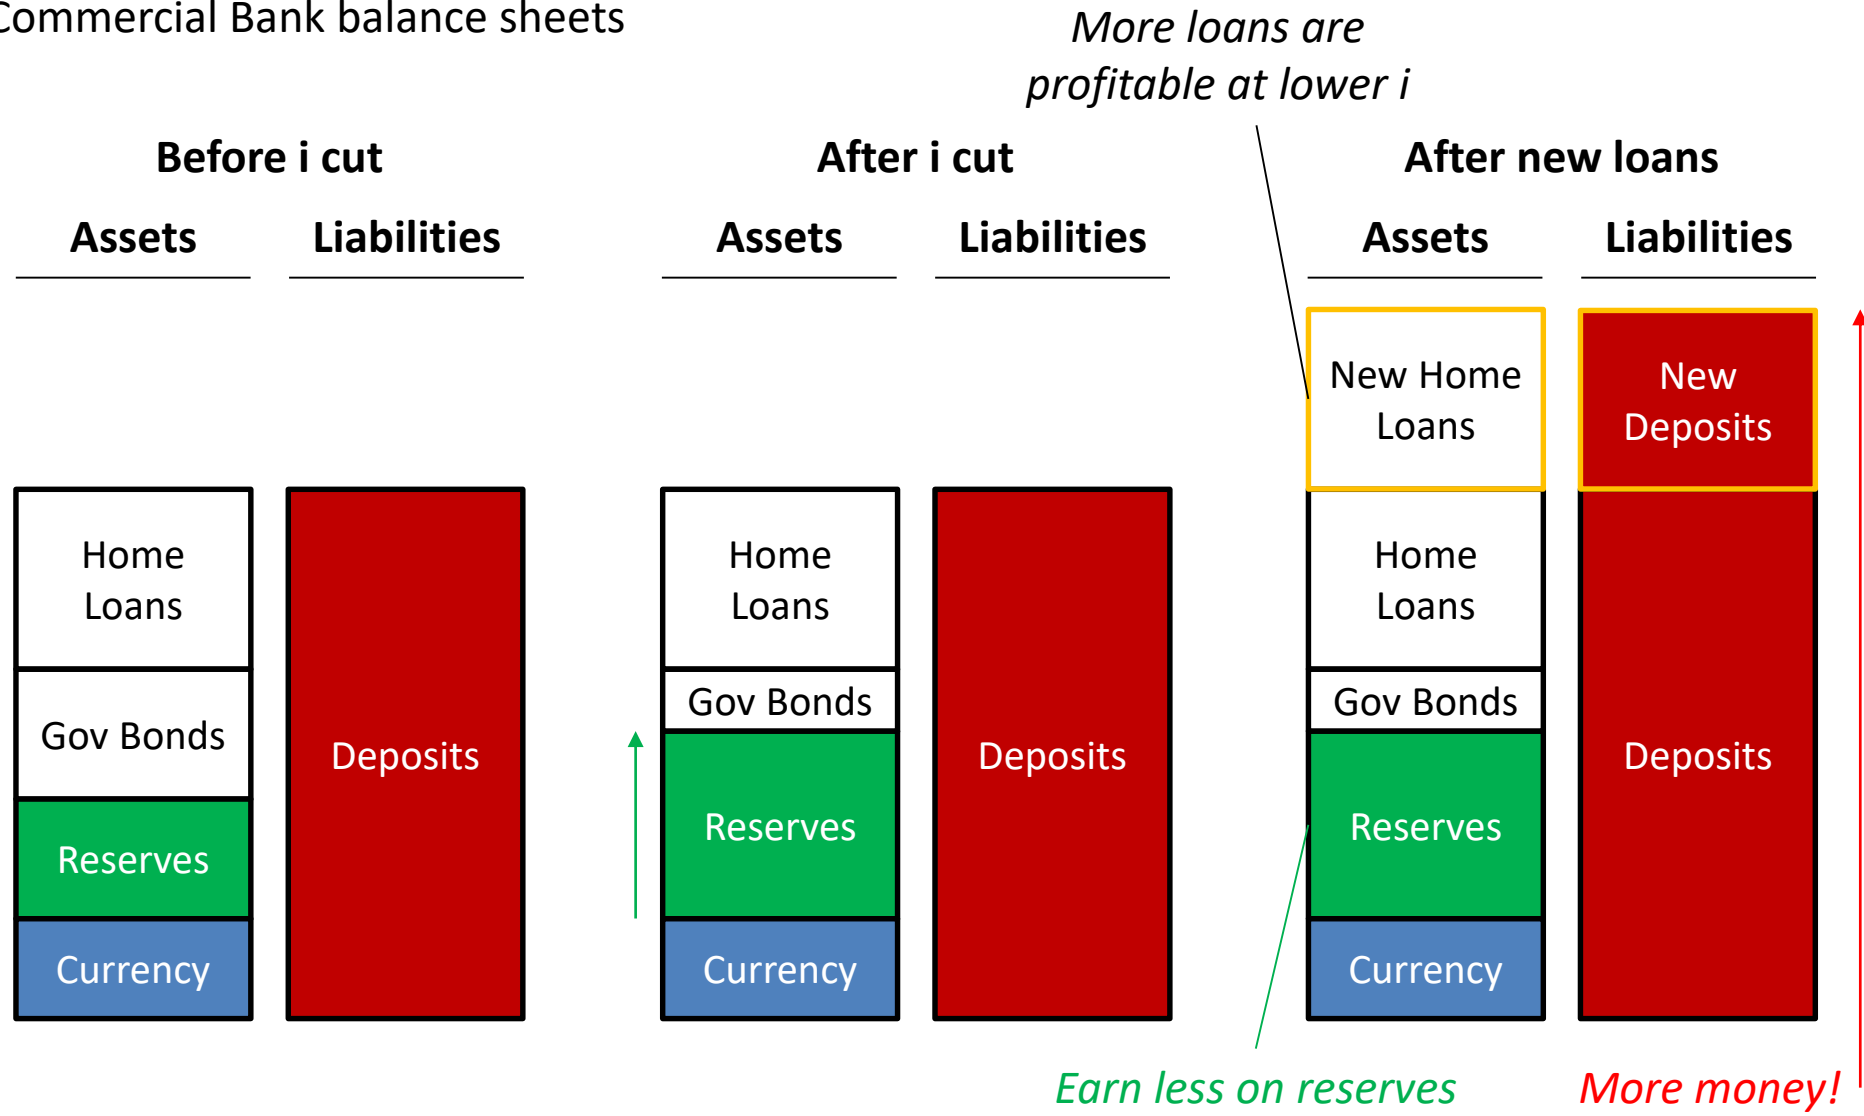 Commercial Bank balance sheets
More loans are
profitable at lower i
Before i cut
After i cut
After new loans
Assets
Liabilities
Assets
Liabilities
Assets
Liabilities
Home
Loans
Gov Bonds
Reserves
Currency
Deposits
Home
Loans
Gov Bonds
Reserves
Currency
Deposits
New Home
Loans
Home
Loans
Gov Bonds
Reserves
Currency
New
Deposits
Deposits
Earn less on reserves
More money!